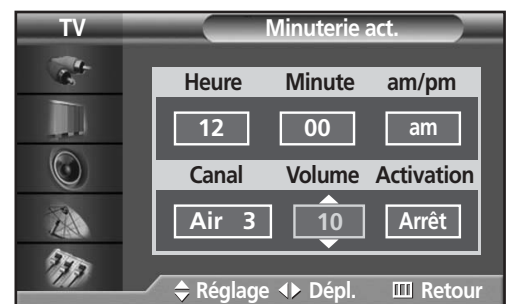 TV Minuterie act.
Heure Minute am/pm
12 00 am
Canal Volume Activation
Air 3 10 Arrêt
Réglage Dépl. Retour